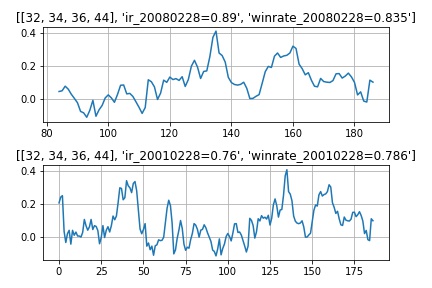 [[32, 34, 36, 44], 'ir_20080228=0.89', 'winrate_20080228=0.835']
0.4
0.2
0.0
80 100 120 140 160 180
[[32, 34, 36, 44], 'ir_20010228=0.76', 'winrate_20010228=0.786']
0.4
0.2
0.0
0 25 50 75 100 125 150 175